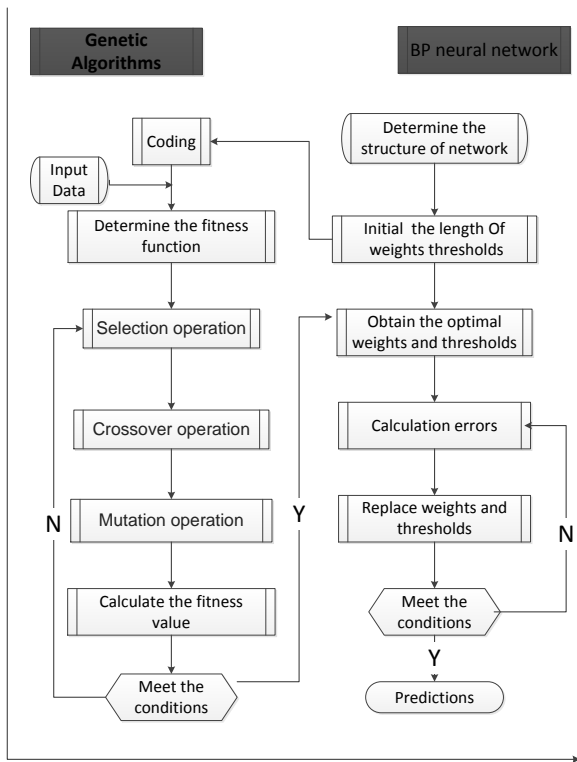 Genetic
Algorithms
BP neural network
Coding
Input
Data
Determine the fitness
function
Selection operation
Crossover operation
Mutation operation
Calculate the fitness
value
Meet the
conditions
N
Y
Determine the
structure of network
Initial the length Of
weights thresholds
Obtain the optimal
weights and thresholds
Calculation errors
Replace weights and
thresholds
Meet the
conditions
N
Y
Predictions